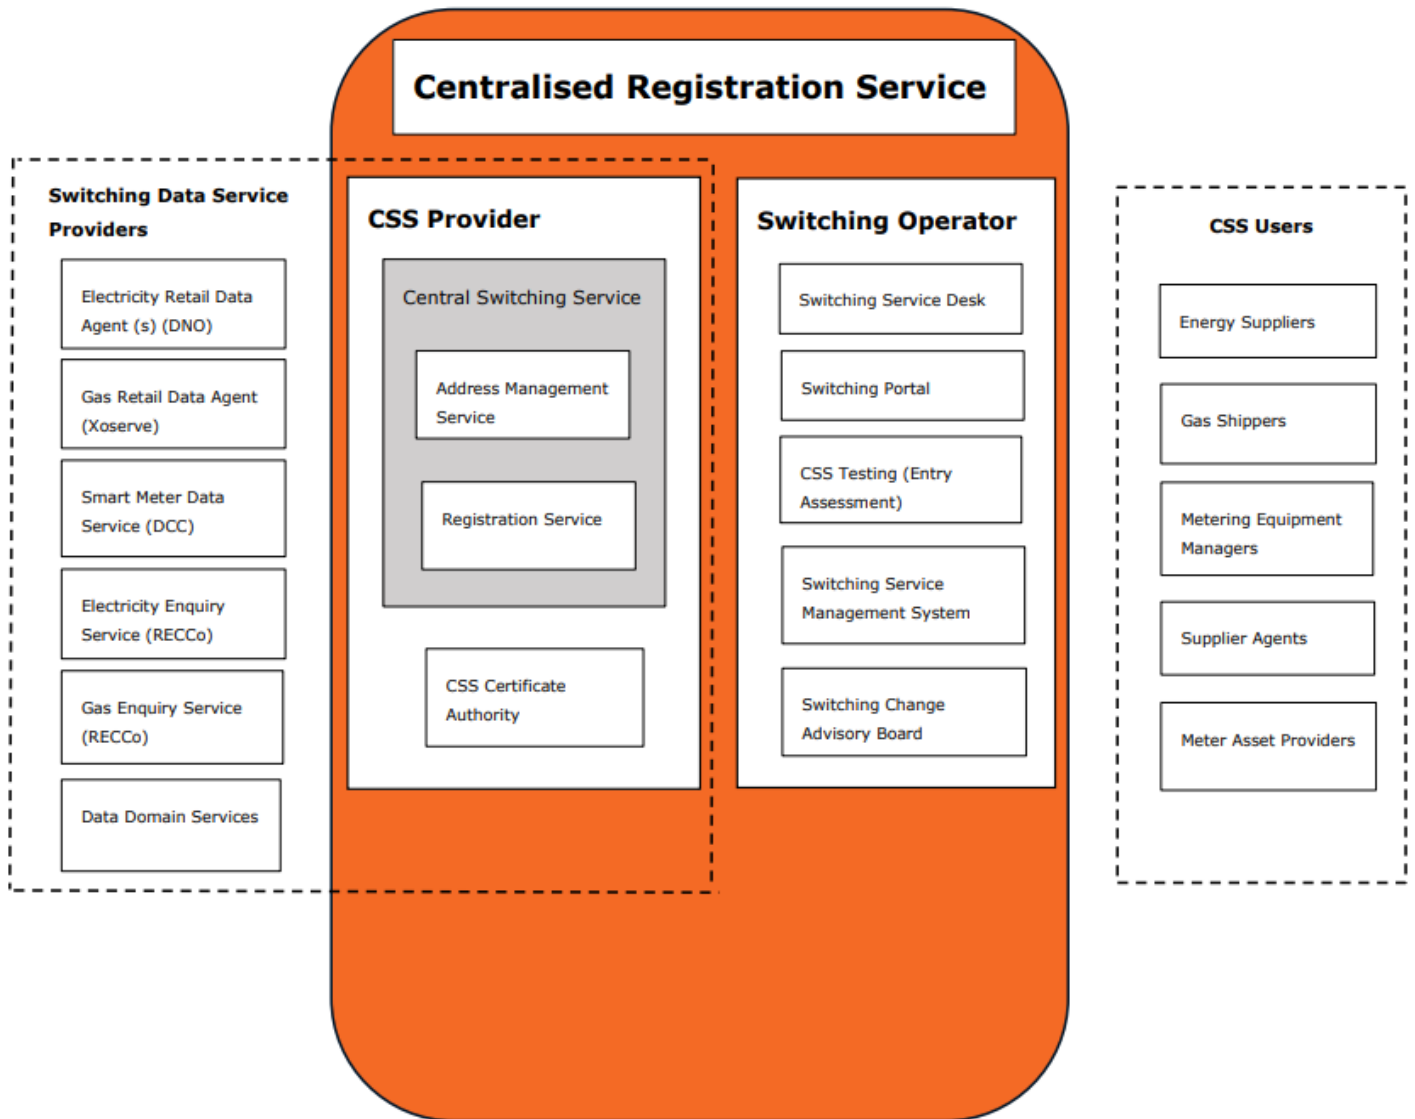 Centralised Registration Service
Switching Data Service
Providers
Electricity Retail Data
Agent (s) (DNO)
Gas Retail Data Agent
(Xoserve)
Smart Meter Data
Service (DCC)
Electricity Enquiry
Service (RECCo)
Gas Enquiry Service
(RECCo)
Data Domain Services
CSS Provider
Central Switching Service
Address Management
Service
Registration Service
CSS Certificate
Authority
Switching Operator
Switching Service Desk
Switching Portal
CSS Testing (Entry
Assessment)
Switching Service
Management System
Switching Change
Advisory Board
CSS Users
Energy Suppliers
Gas Shippers
Metering Equipment
Managers
Supplier Agents
Meter Asset Providers